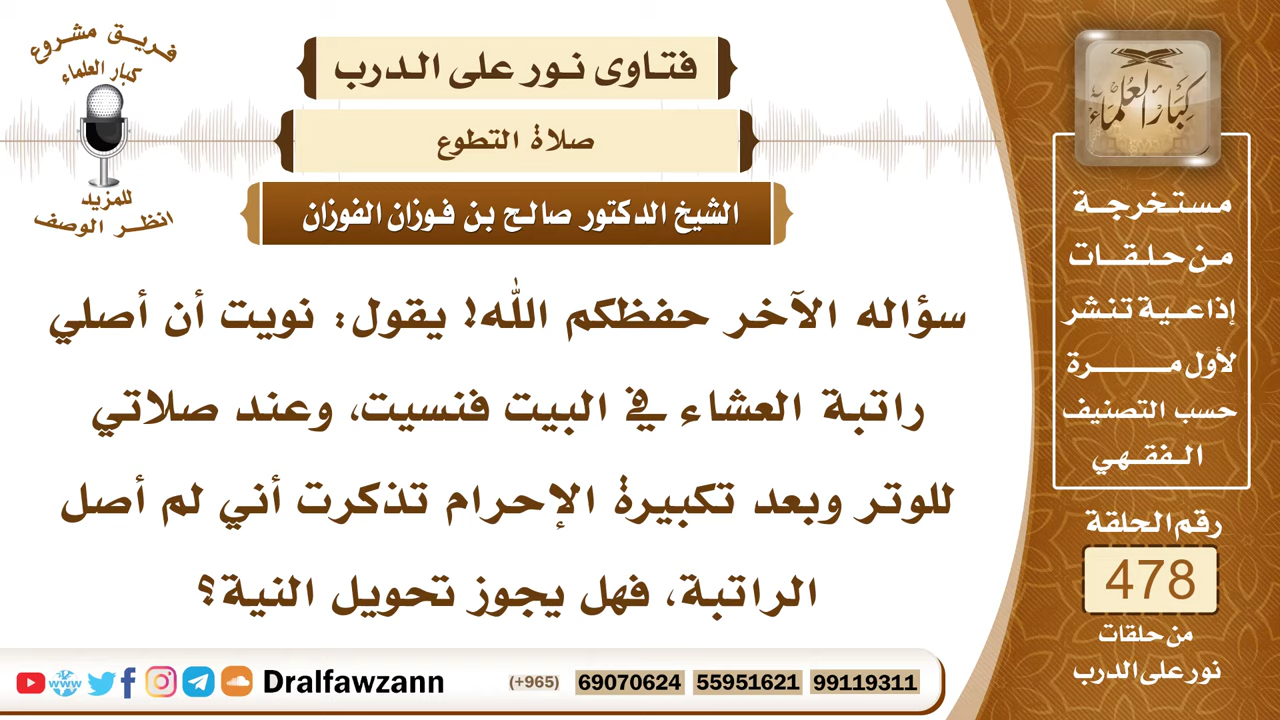 فريق مشروع
كبار العلماء
للمزيد
انظر الوصف
فتاوى نور على الدرب
صلاة التطوع
الشيخ الدكتور صالح بن فوزان الفوزان
سؤاله الآخر حفظكم الله! يقول: نويت أن أصلي
راتبة العشاء في البيت فنسيت، وعند صلاتي
للوتر وبعد تكبيرة الإحرام تذكرت أني لم أصل
الراتبة، فهل يجوز تحويل النية؟
كبار العلماء
مستخرجة
من حلقات
إذاعية تنشر
لأول مرة
حسب التصنيف
الفقهي
رقم الحلقة
478
من حلقات
نور على الدرب
www Dralfawzann (+965) 69070624 55951621 99119311